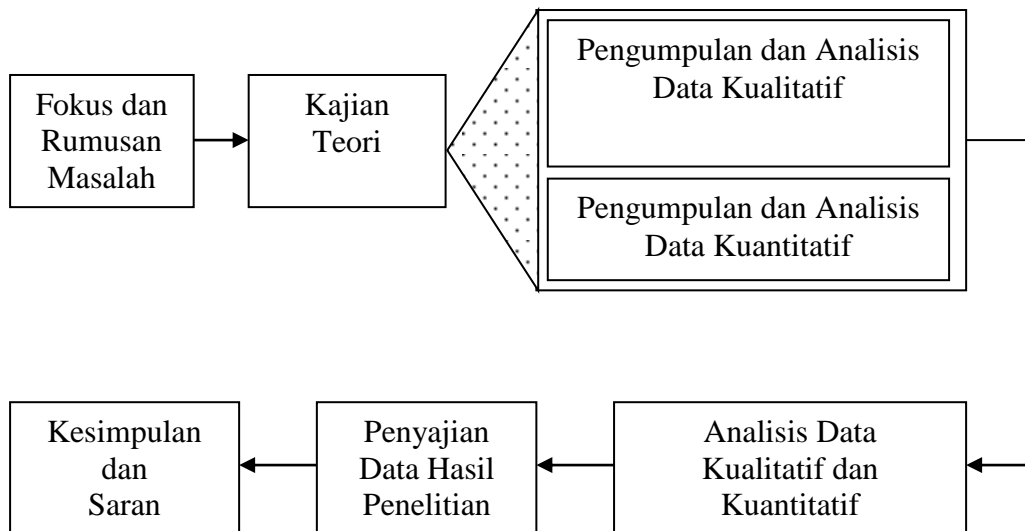 Fokus dan
Rumusan
Masalah
Kajian
Teori
Pengumpulan dan Analisis
Data Kualitatif
Pengumpulan dan Analisis
Data Kuantitatif
Kesimpulan
dan
Saran
Penyajian
Data Hasil
Penelitian
Analisis Data
Kualitatif dan
Kuantitatif